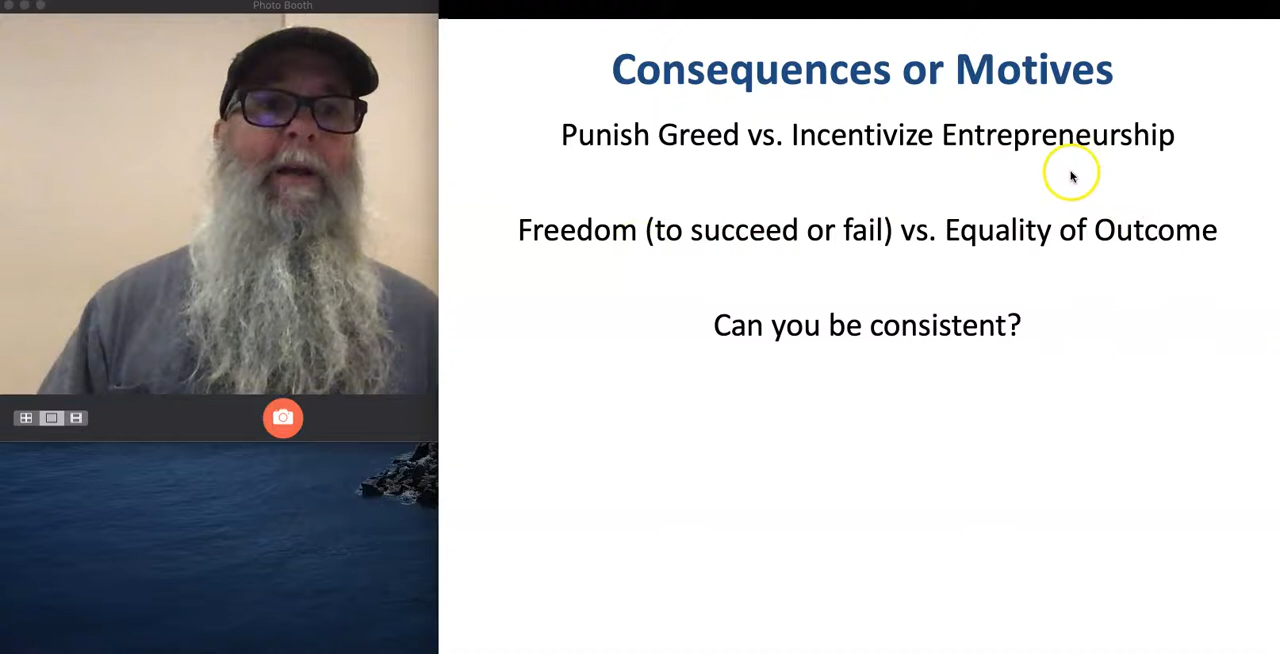 Photo Booth
Consequences or Motives
Punish Greed vs. Incentivize Entrepreneurship
Freedom (to succeed or fail) vs. Equality of Outcome
Can you be consistent?